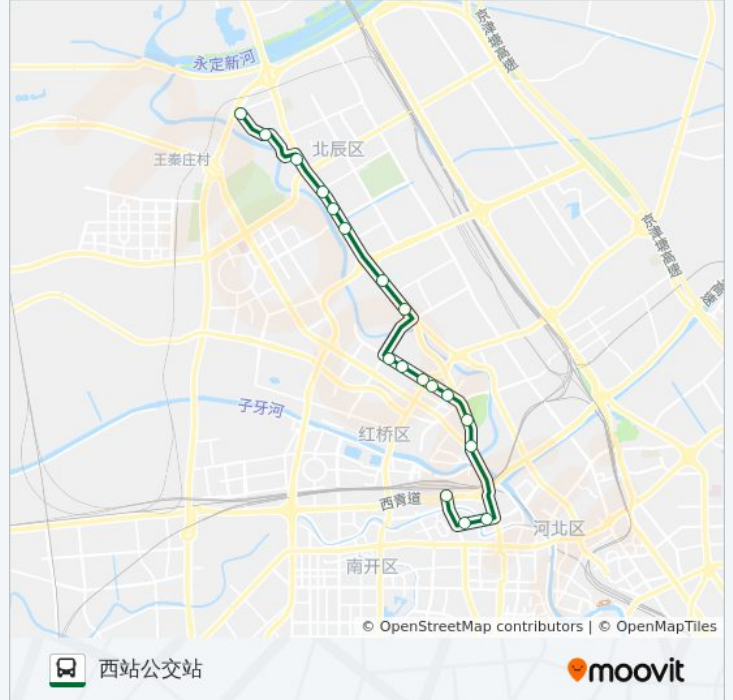 京津塘高速
永定新河
北辰区
王秦庄村
京津塘高速
高速
子牙河
红桥区
西青道
河北区
南开区
© OpenStreetMap contributors | © OpenMapTiles
西站公交站
moovit